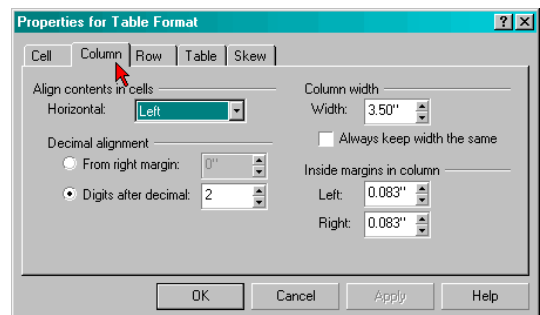 Properties for Table Format
Cell Column Row Table Skew
Align contents in cells
Horizontal: Left
Decimal alignment
From right margin: 0"
Digits after decimal: 2
Column width
Width: 3.50"
Always keep width the same
Inside margins in column
Left: 0.083"
Right: 0.083"
OK Cancel Apply Help